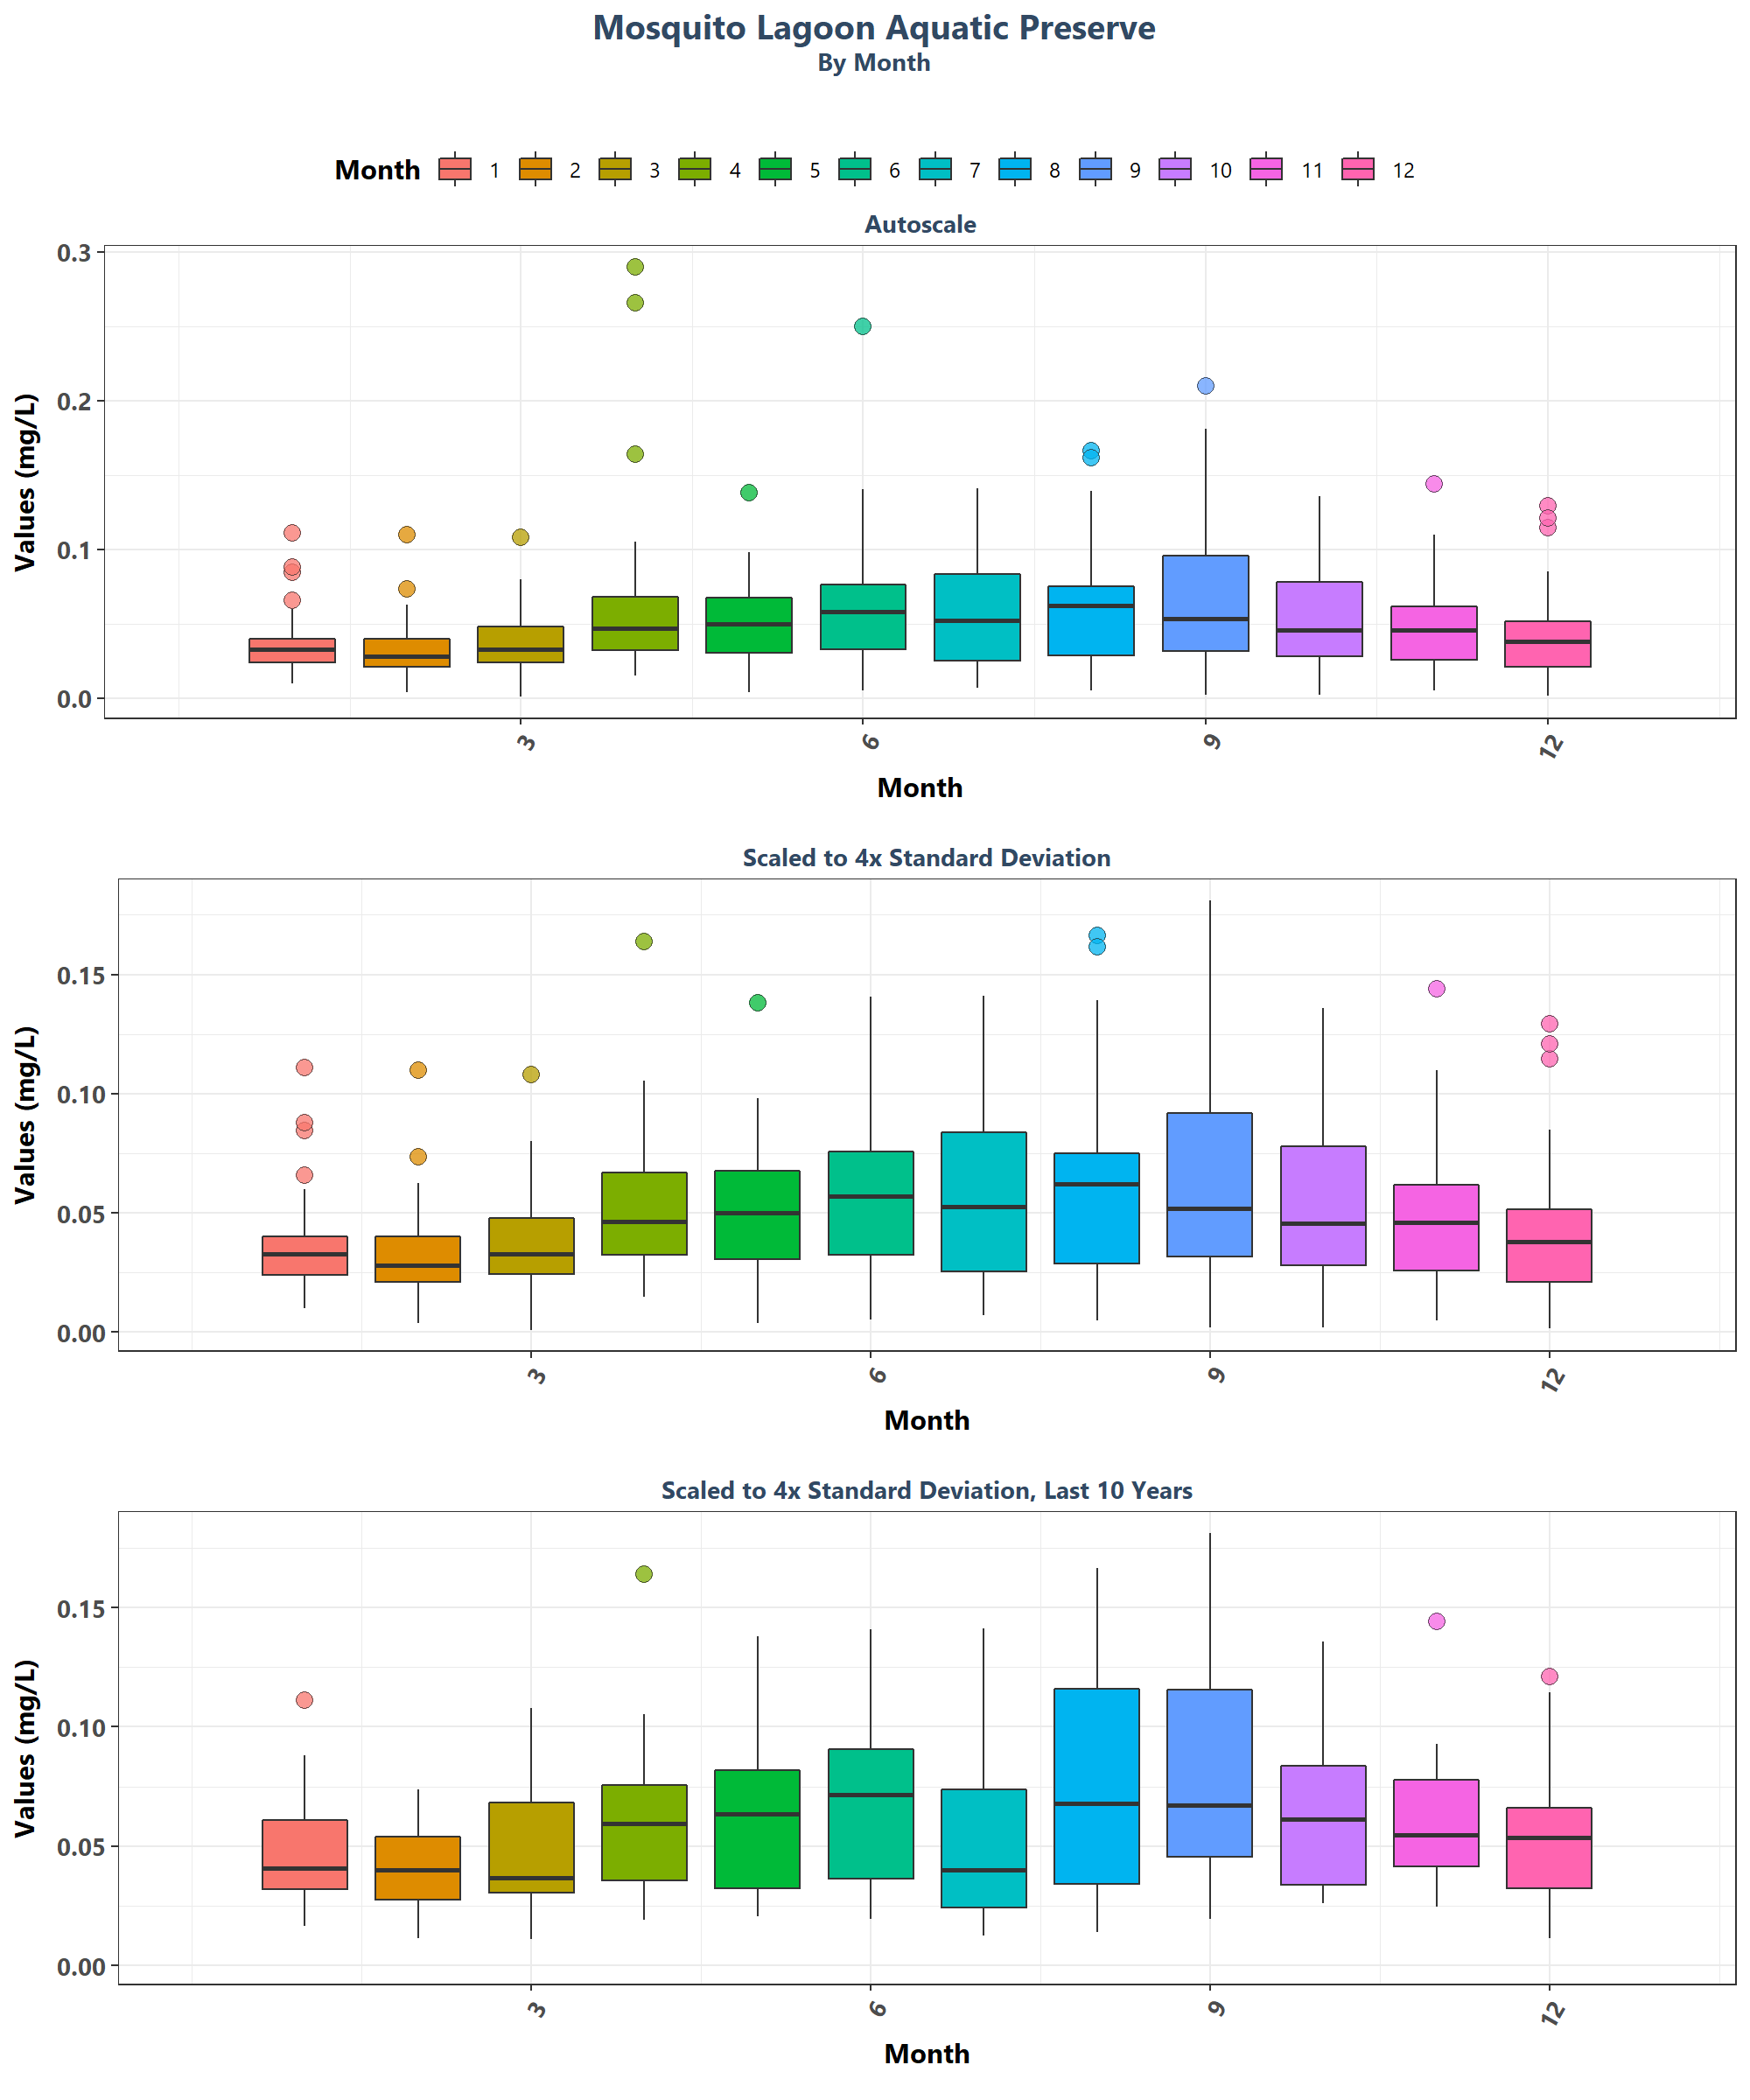 Mosquito Lagoon Aquatic Preserve
By Month
Month 1 2 3 4 5 6 7 8 9 10 11 12
Autoscale
Values (mg/L)
0.3
0.2
0.1
0.0
3 6 9 12
Month
Scaled to 4x Standard Deviation
Values (mg/L)
0.15
0.10
0.05
0.00
3 6 9 12
Month
Scaled to 4x Standard Deviation, Last 10 Years
Values (mg/L)
0.15
0.10
0.05
0.00
3 6 9 12
Month